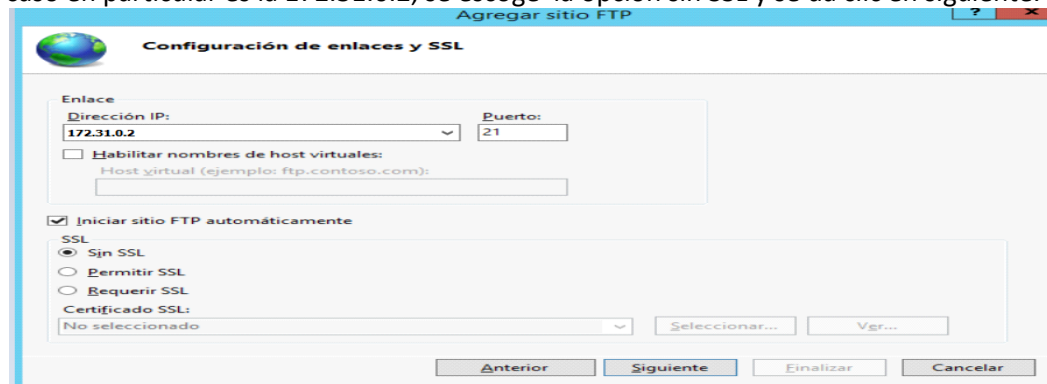 caso en particular es la 172.31.0.2, se escoge la opción sin SSL y se da clic en siguiente.
Agregar sitio FTP
?
Configuración de enlaces y SSL
Enlace
Dirección IP:
Puerto:
172.31.0.2
21
Habilitar nombres de host virtuales:
Host virtual (ejemplo: ftp.contoso.com):
Iniciar sitio FTP automáticamente
SSL
Sin SSL
Permitir SSL
Requerir SSL
Certificado SSL:
No seleccionado
Seleccionar...
Ver...
Anterior
Siguiente
Finalizar
Cancelar